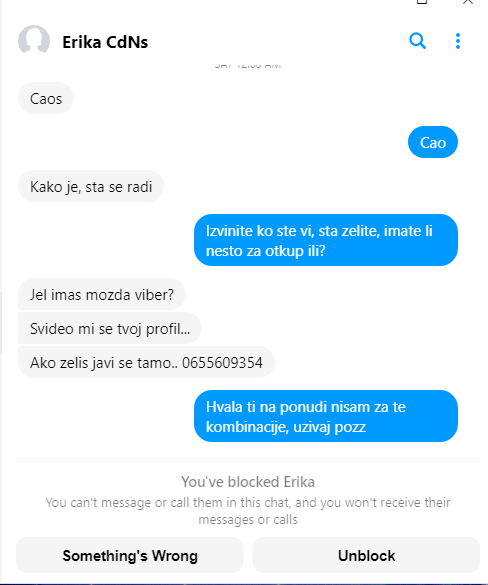 Erika CdNs
SAT 12:00 AM
Caos
Cao
Kako je, sta se radi
Izvinite ko ste vi, sta zelite, imate li
nesto za otkup ili?
Jel imas mozda viber?
Svideo mi se tvoj profil...
Ako zelis javi se tamo.. 0655609354
Hvala ti na ponudi nisam za te
kombinacije, uzivaj pozz
You've blocked Erika
You can't message or call them in this chat, and you won't receive their
messages or calls
Something's Wrong
Unblock